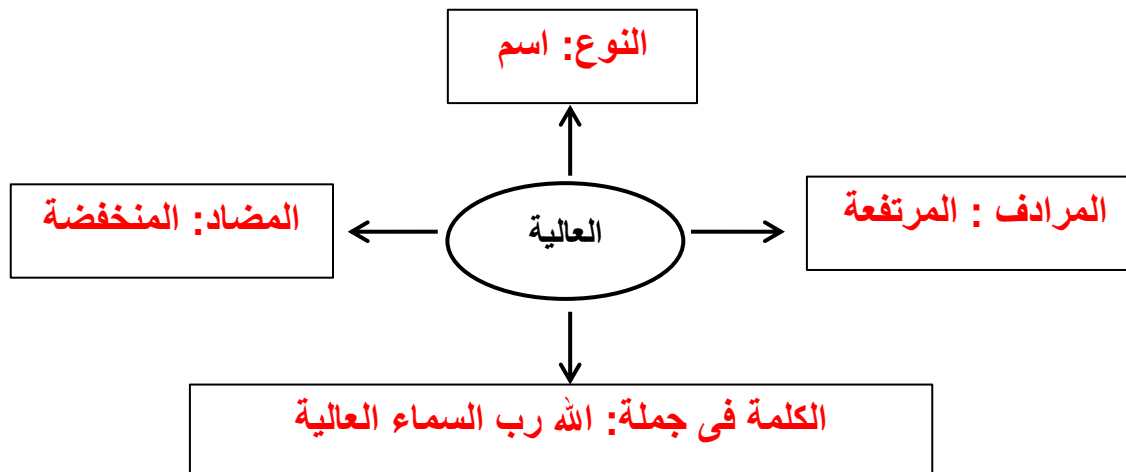 النوع: اسم
المرادف : المرتفعة
العالية
المضاد: المنخفضة
الكلمة فى جملة: الله رب السماء العالية